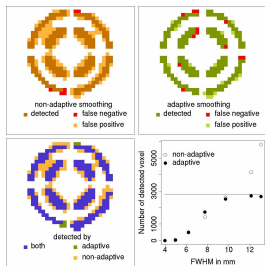 non-adaptive smoothing
detected
false negative
false positive
adaptive smoothing
detected
false negative
false positive
detected by
both
adaptive
non-adaptive
Number of detected voxel
0
1000
3000
5000
non-adaptive
adaptive
4
6
8
10
12
FWHM in mm